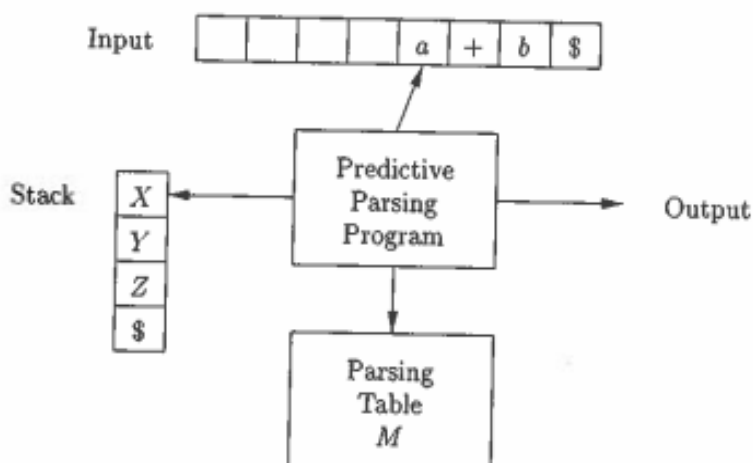 Input
a + b $
Predictive
Parsing
Program
Stack
X
Y
Z
$
Output
Parsing
Table
M